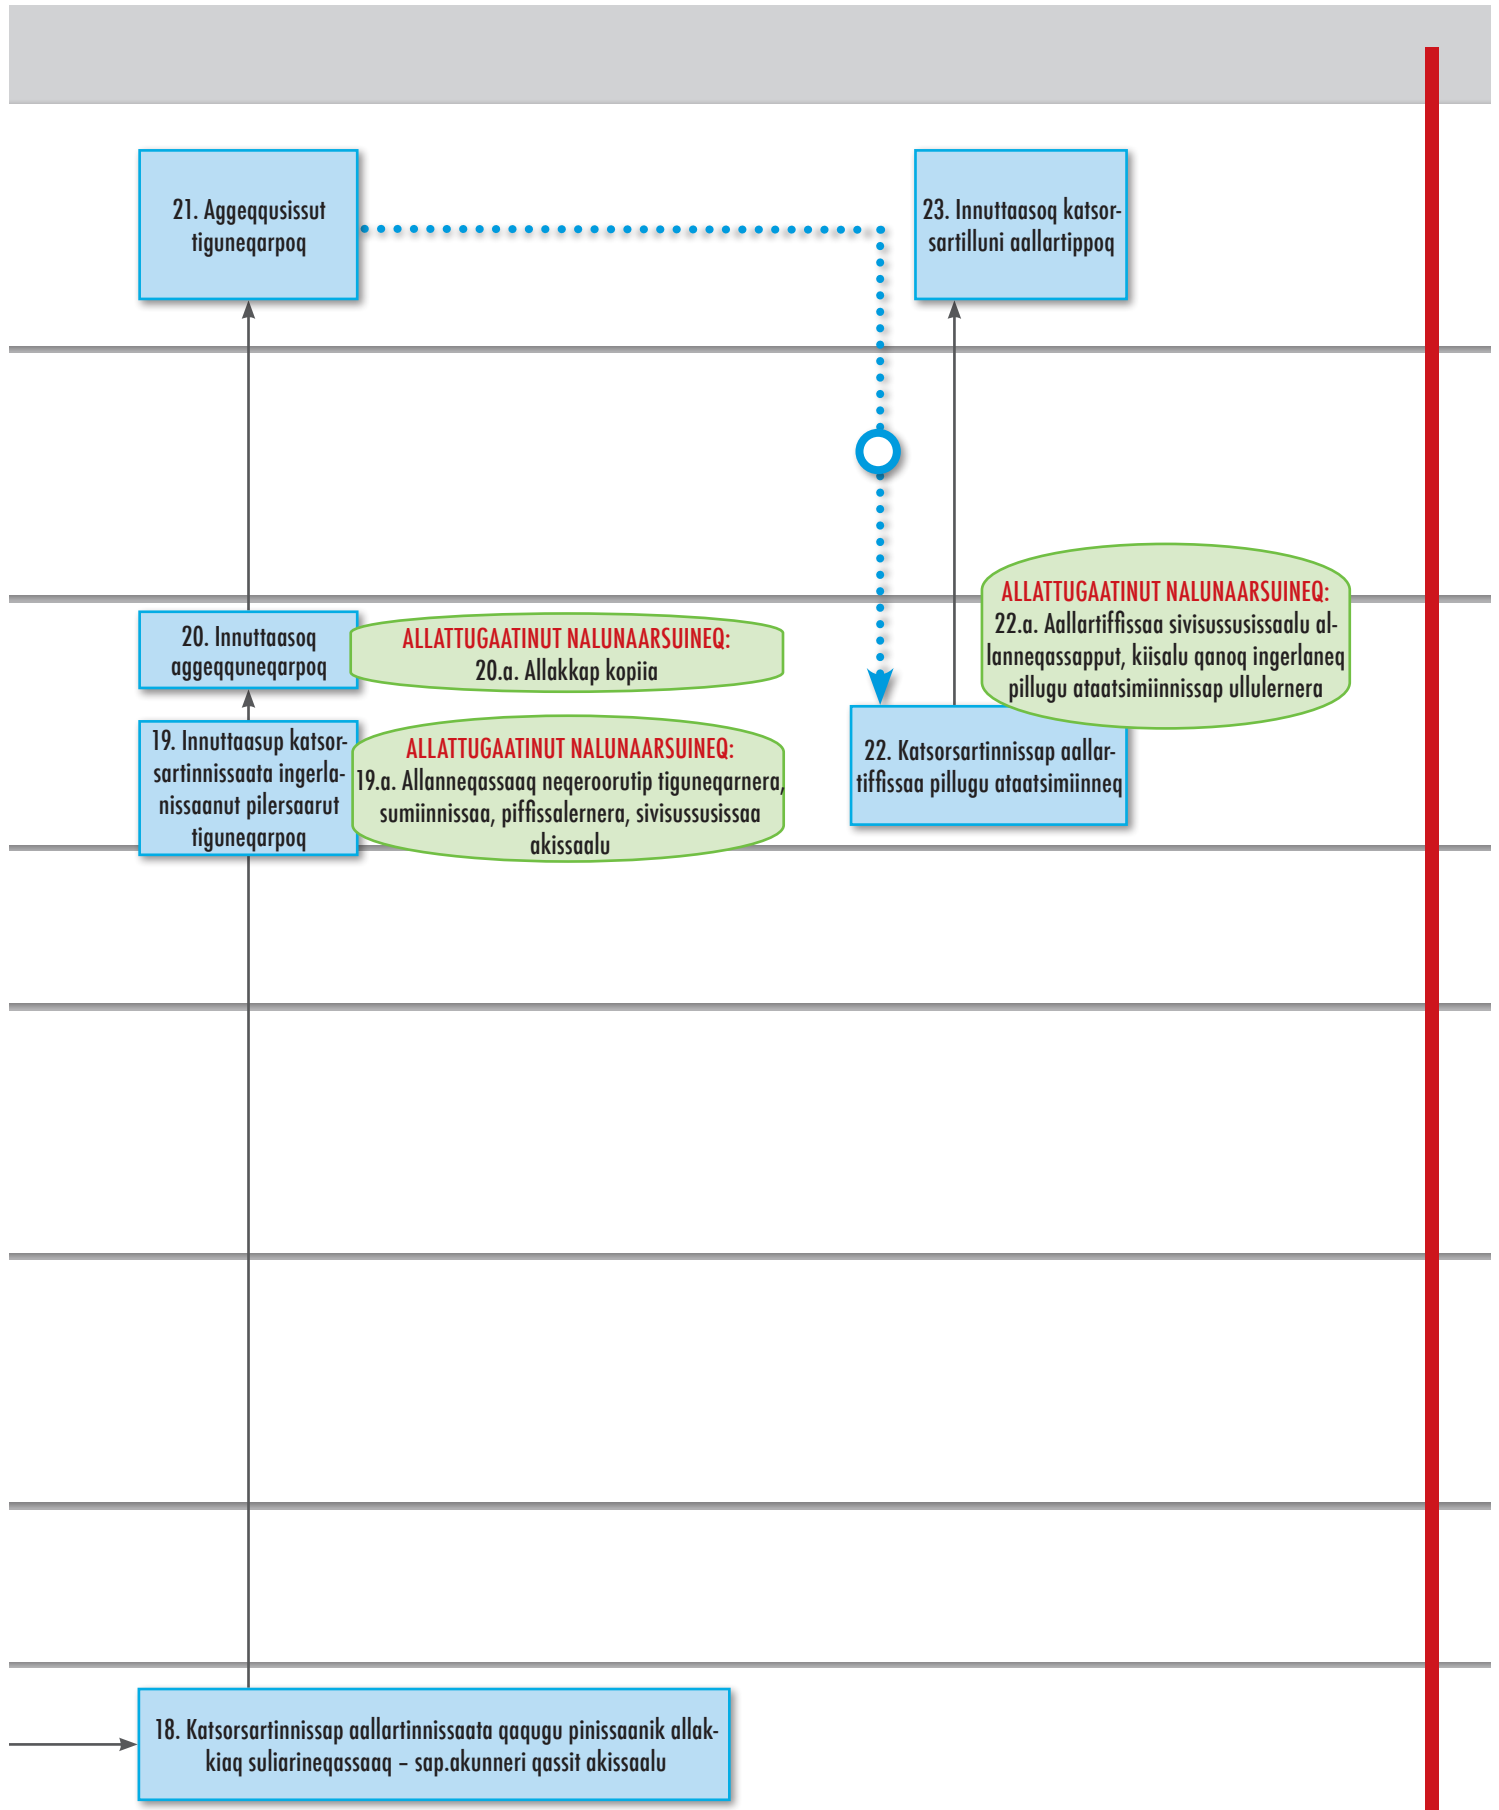 21. Aggeqqusissut
tiguneqarpoq
23. Innuttaasoq katsor-
sartilluni aallartippoq
20. Innuttaasoq
aggeqquneqarpoq
ALLATTUGAATINUT NALUNAARSUINEQ:
20.a. Allakkap kopiia
ALLATTUGAATINUT NALUNAARSUINEQ:
22.a. Aallartiffissaa sivisussusissaalu al-
lanneqassapput, kiisalu qanoq ingerlaneq
pillugu ataatsimiinnissap ullulernera
19. Innuttaasup katsor-
sartinnissaata ingerla-
nissaanut pilersaarut
tiguneqarpoq
ALLATTUGAATINUT NALUNAARSUINEQ:
19.a. Allanneqassaaq neqeroorutip tiguneqarnera,
sumiinnissaa, piffissalernera, sivisussusissaa
akissaalu
22. Katsorsartinnissap aallar-
tiffissaa pillugu ataatsimiinneq
18. Katsorsartinnissap aallartinnissaata qaqugu pinissaanik allak-
kiaq suliarineqassaaq – sap.akunneri qassit akissaalu